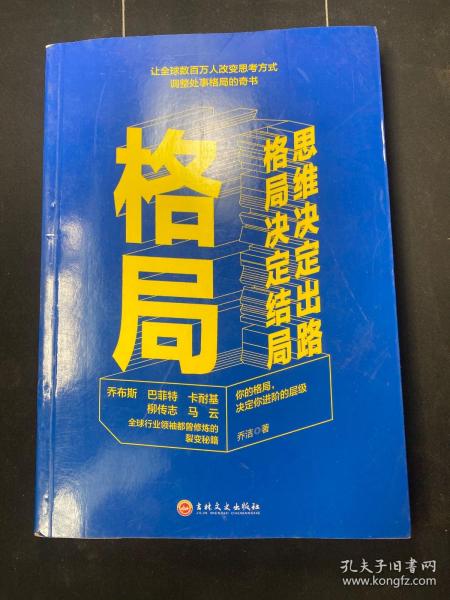 让全球数百万人改变思考方式
调整处事格局的奇书
格局
思维决定出路
格局决定结局
乔布斯 巴菲特 卡耐基
柳传志 马云
全球行业领袖都曾修炼的
裂变秘籍
你的格局，
决定你进阶的层级
乔洁◎著
吉林文史出版社
孔夫子旧书网
www.kongfz.com